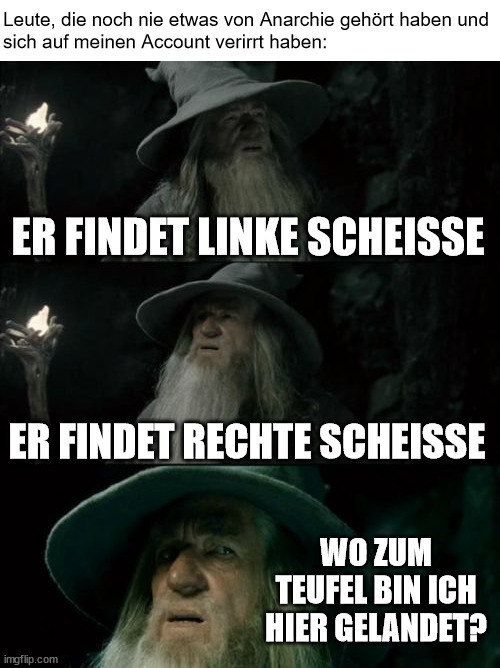 Leute, die noch nie etwas von Anarchie gehört haben und
sich auf meinen Account verirrt haben:
ER FINDET LINKE SCHEISSE
ER FINDET RECHTE SCHEISSE
WO ZUM
TEUFEL BIN ICH
HIER GELANDET?
imgflip.com